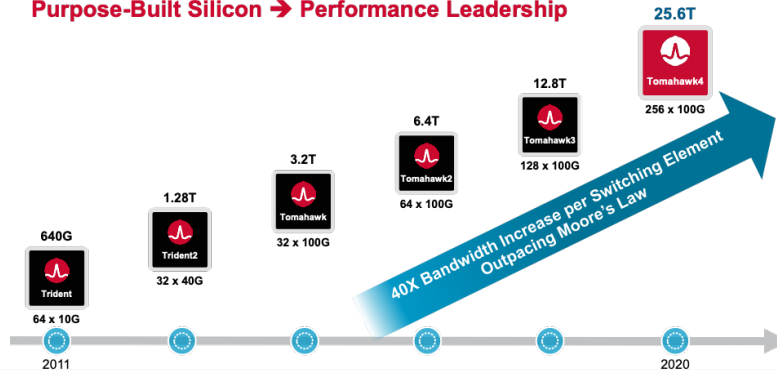 Purpose-Built Silicon ➔ Performance Leadership
25.6T
Tomahawk4
256 x 100G
12.8T
Tomahawk3
128 x 100G
6.4T
Tomahawk2
64 x 100G
3.2T
Tomahawk
32 x 100G
1.28T
Trident2
32 x 40G
640G
Trident
64 x 10G
40X Bandwidth Increase per Switching Element
Outpacing Moore's Law
2011
2020